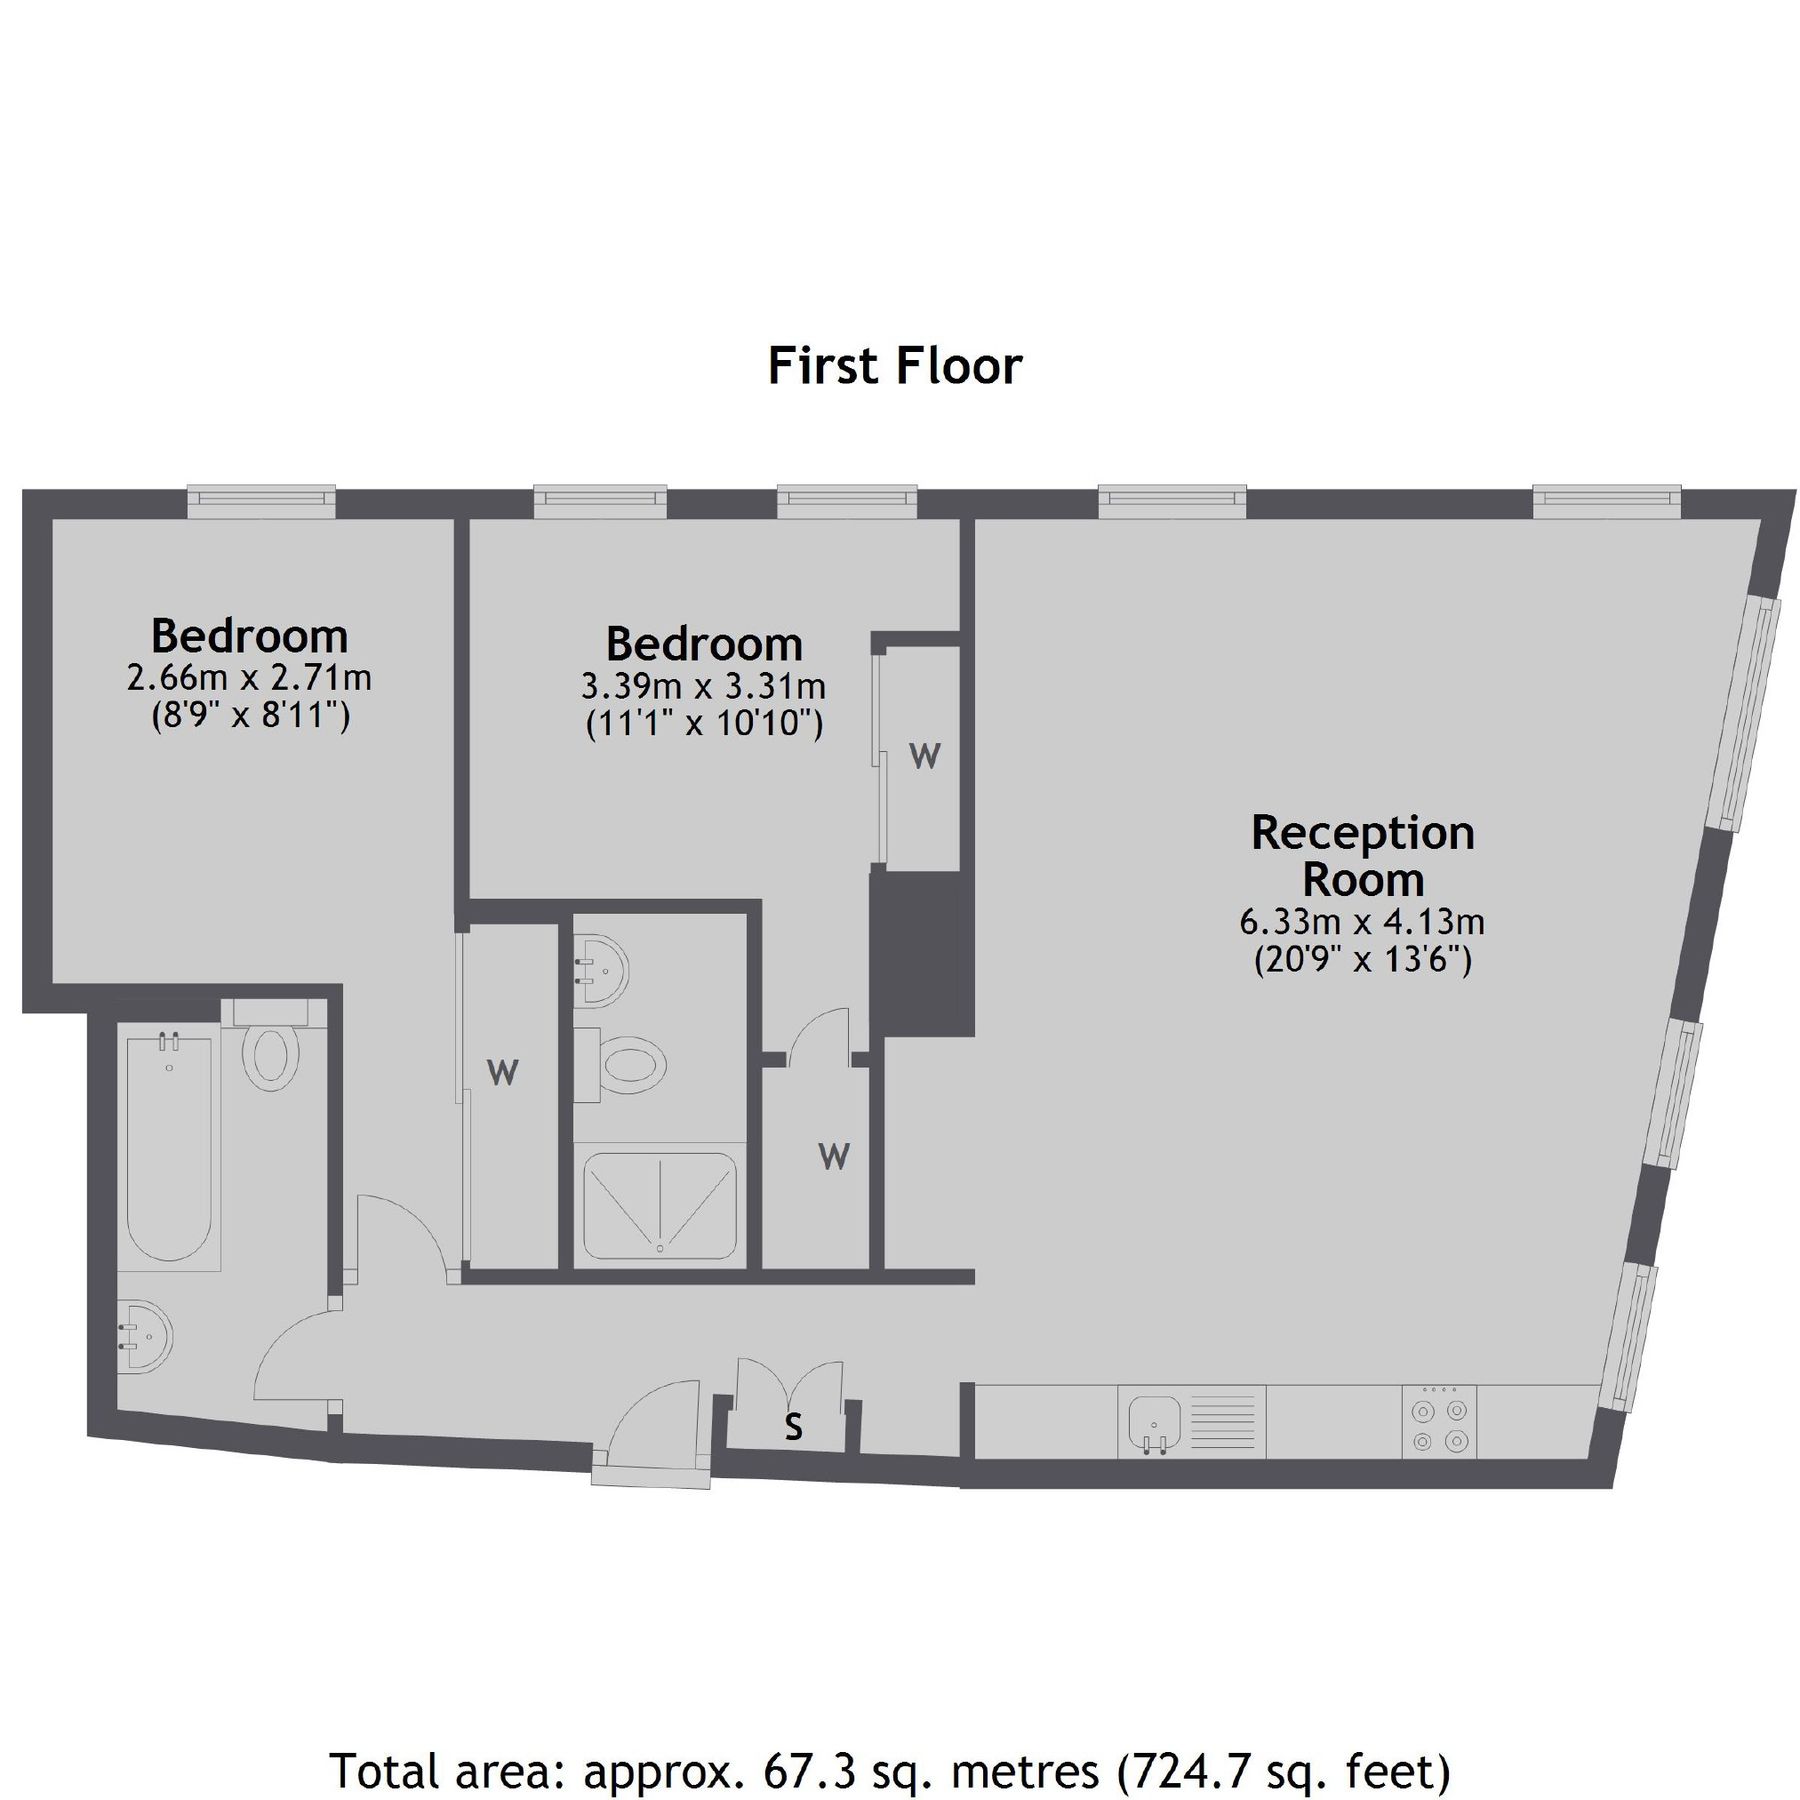 First Floor
Bedroom
2.66m x 2.71m
(8'9" x 8'11")
Bedroom
3.39m x 3.31m
(11'1" x 10'10")
W
Reception
Room
6.33m x 4.13m
(20'9" x 13'6")
W
W
S
Total area: approx. 67.3 sq. metres (724.7 sq. feet)